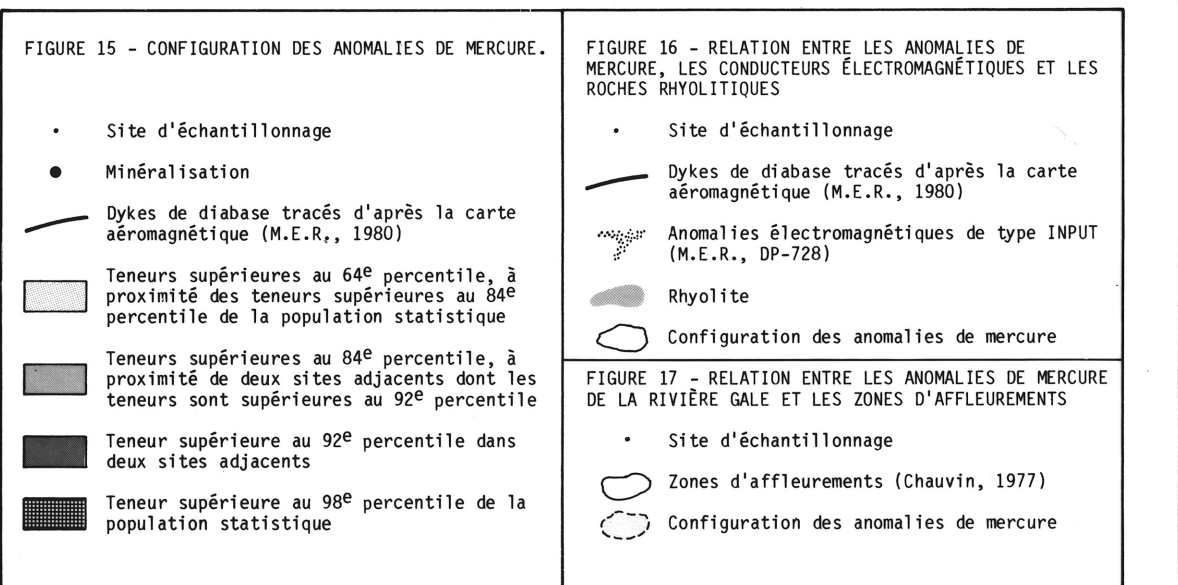 FIGURE 15 - CONFIGURATION DES ANOMALIES DE MERCURE.
Site d'échantillonnage
Minéralisation
Dykes de diabase tracés d'après la carte
aéromagnétique (M.E.R., 1980)
Teneurs supérieures au 64e percentile, à
proximité des teneurs supérieures au 84e
percentile de la population statistique
Teneurs supérieures au 84e percentile, à
proximité de deux sites adjacents dont les
teneurs sont supérieures au 92e percentile
Teneur supérieure au 92e percentile dans
deux sites adjacents
Teneur supérieure au 98e percentile de la
population statistique
FIGURE 16 - RELATION ENTRE LES ANOMALIES DE
MERCURE, LES CONDUCTEURS ÉLECTROMAGNÉTIQUES ET LES
ROCHES RHYOLITIQUES
Site d'échantillonnage
Dykes de diabase tracés d'après la carte
aéromagnétique (M.E.R., 1980)
Anomalies électromagnétiques de type INPUT
(M.E.R., DP-728)
Rhyolite
Configuration des anomalies de mercure
FIGURE 17 - RELATION ENTRE LES ANOMALIES DE MERCURE
DE LA RIVIÈRE GALE ET LES ZONES D'AFFLEUREMENTS
Site d'échantillonnage
Zones d'affleurements (Chauvin, 1977)
Configuration des anomalies de mercure